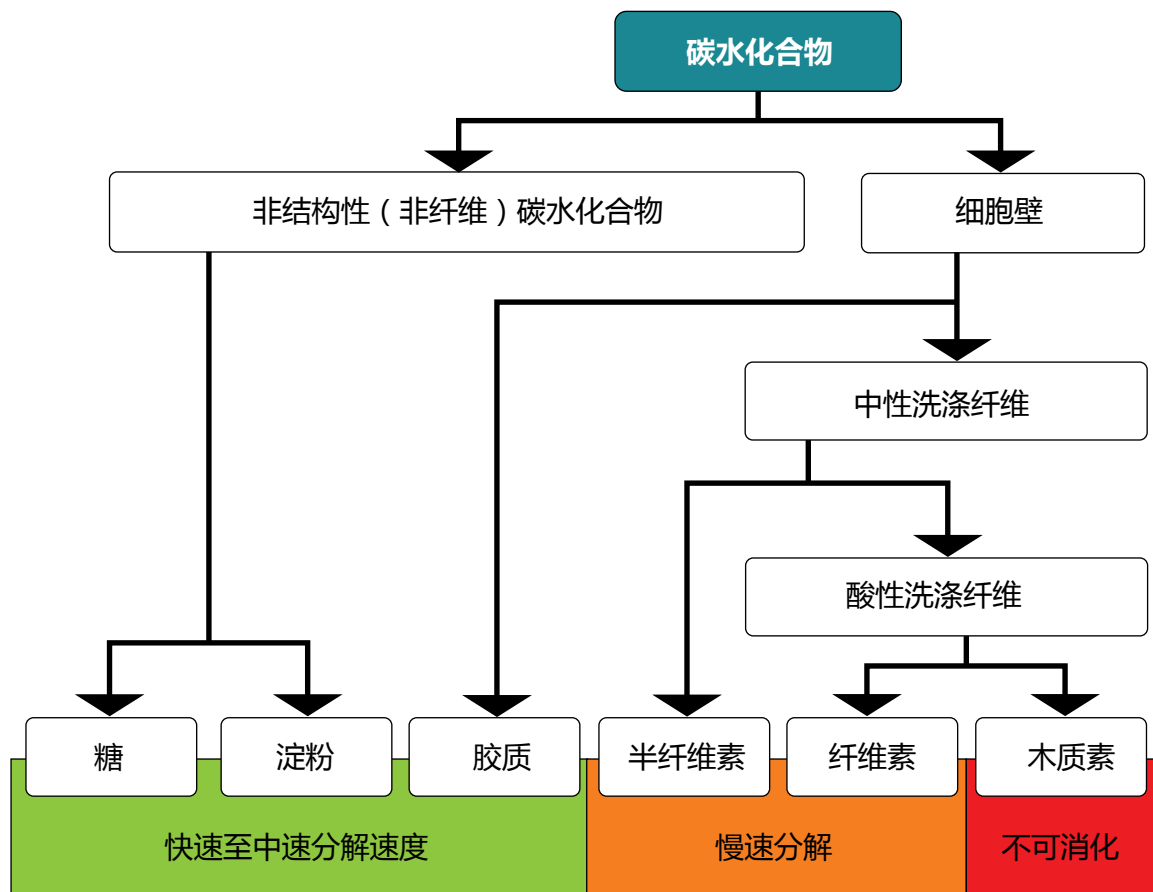 碳水化合物
非结构性（非纤维）碳水化合物
细胞壁
中性洗涤纤维
酸性洗涤纤维
糖
淀粉
胶质
半纤维素
纤维素
木质素
快速至中速分解速度
慢速分解
不可消化